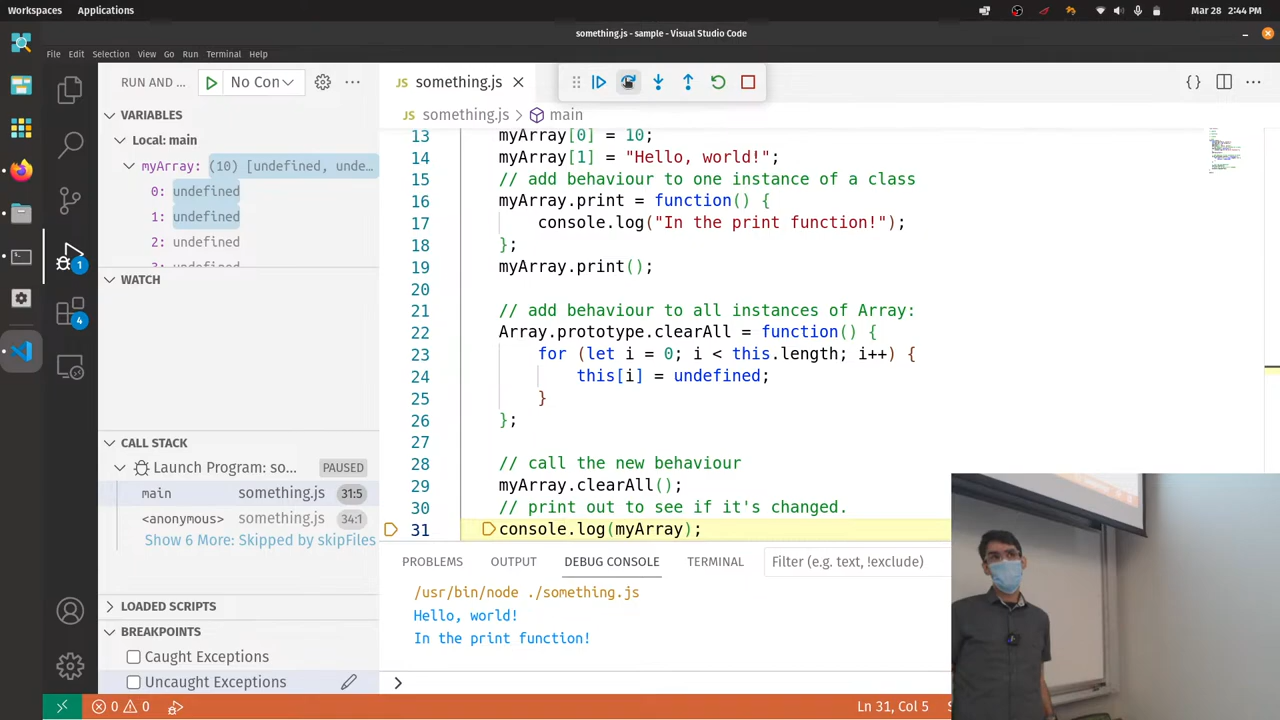 Workspaces Applications Mar 28 2:44 PM
something.js - sample - Visual Studio Code
File Edit Selection View Go Run Terminal Help
RUN AND ... No Con ...
JS something.js
{} ...
VARIABLES
JS something.js > main
Local: main
myArray: (10) [undefined, unde…
0: undefined
1: undefined
2: undefined
WATCH
CALL STACK
Launch Program: so... PAUSED
main something.js 31:5
<anonymous> something.js 34:1
Show 6 More: Skipped by skipFiles
LOADED SCRIPTS
BREAKPOINTS
Caught Exceptions
Uncaught Exceptions
1
4
13 myArray[0] = 10;
14 myArray[1] = "Hello, world!";
15 // add behaviour to one instance of a class
16 myArray.print = function() {
17 console.log("In the print function!");
18 };
19 myArray.print();
20
21 // add behaviour to all instances of Array:
22 Array.prototype.clearAll = function() {
23 for (let i = 0; i < this.length; i++) {
24 this[i] = undefined;
25 }
26 };
27
28 // call the new behaviour
29 myArray.clearAll();
30 // print out to see if it's changed.
31 console.log(myArray);
PROBLEMS OUTPUT DEBUG CONSOLE TERMINAL Filter (e.g. text, !exclude)
/usr/bin/node ./something.js
Hello, world!
In the print function!
>
0 0 Ln 31, Col 5